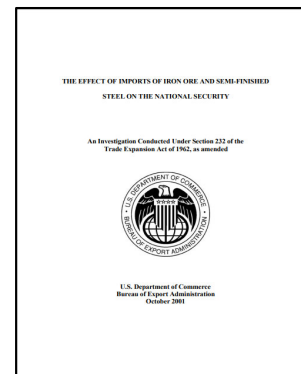 THE EFFECT OF IMPORTS OF IRON ORE AND SEMI-FINISHED
STEEL ON THE NATIONAL SECURITY
An Investigation Conducted Under Section 232 of the
Trade Expansion Act of 1962, as amended
U.S. DEPARTMENT OF COMMERCE
BUREAU OF EXPORT ADMINISTRATION
U.S. Department of Commerce
Bureau of Export Administration
October 2001